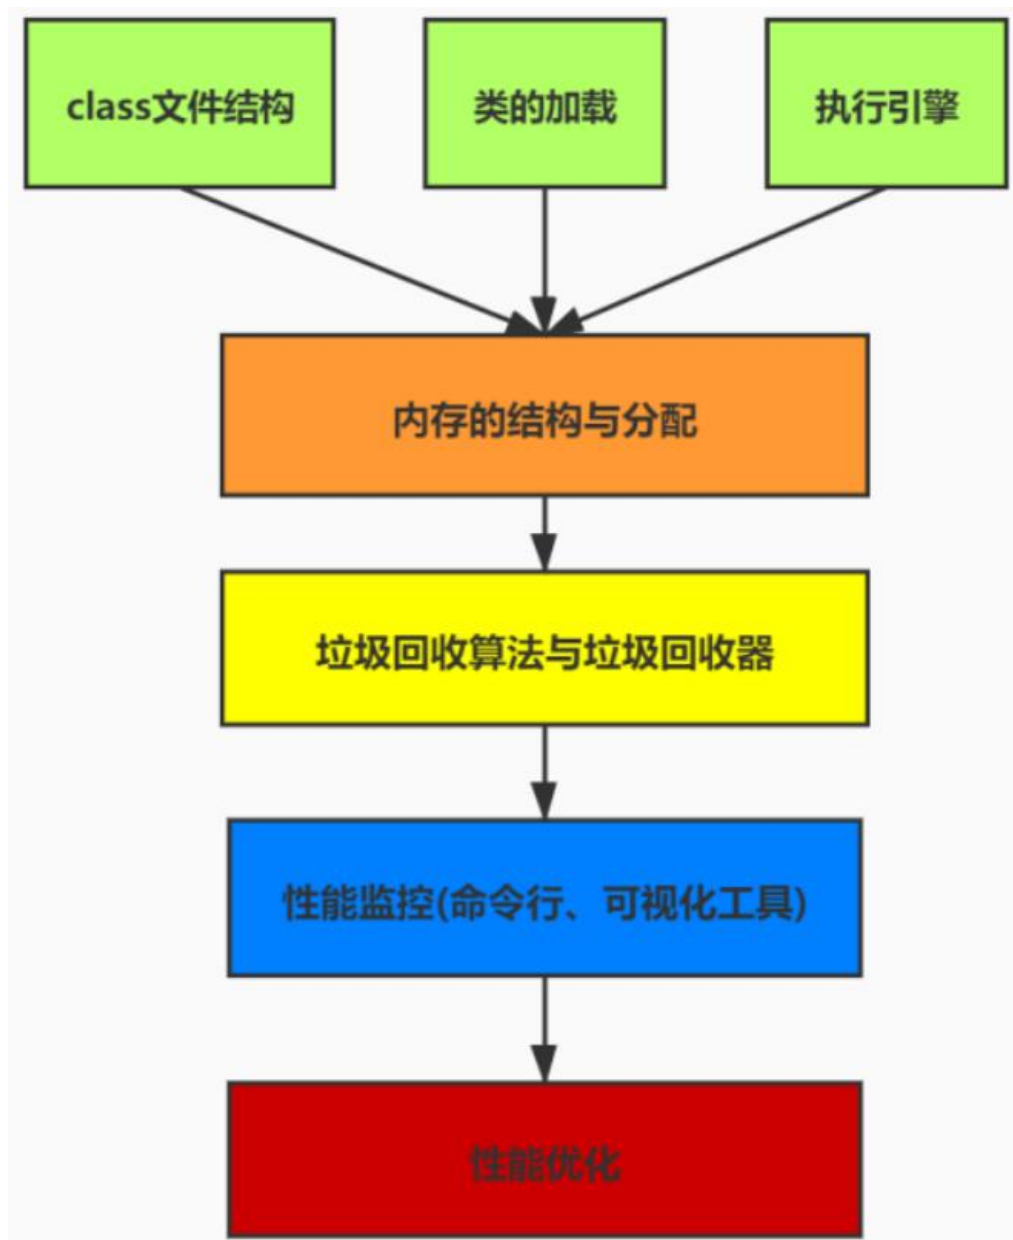 class文件结构
类的加载
执行引擎
内存的结构与分配
垃圾回收算法与垃圾回收器
性能监控(命令行、可视化工具)
性能优化